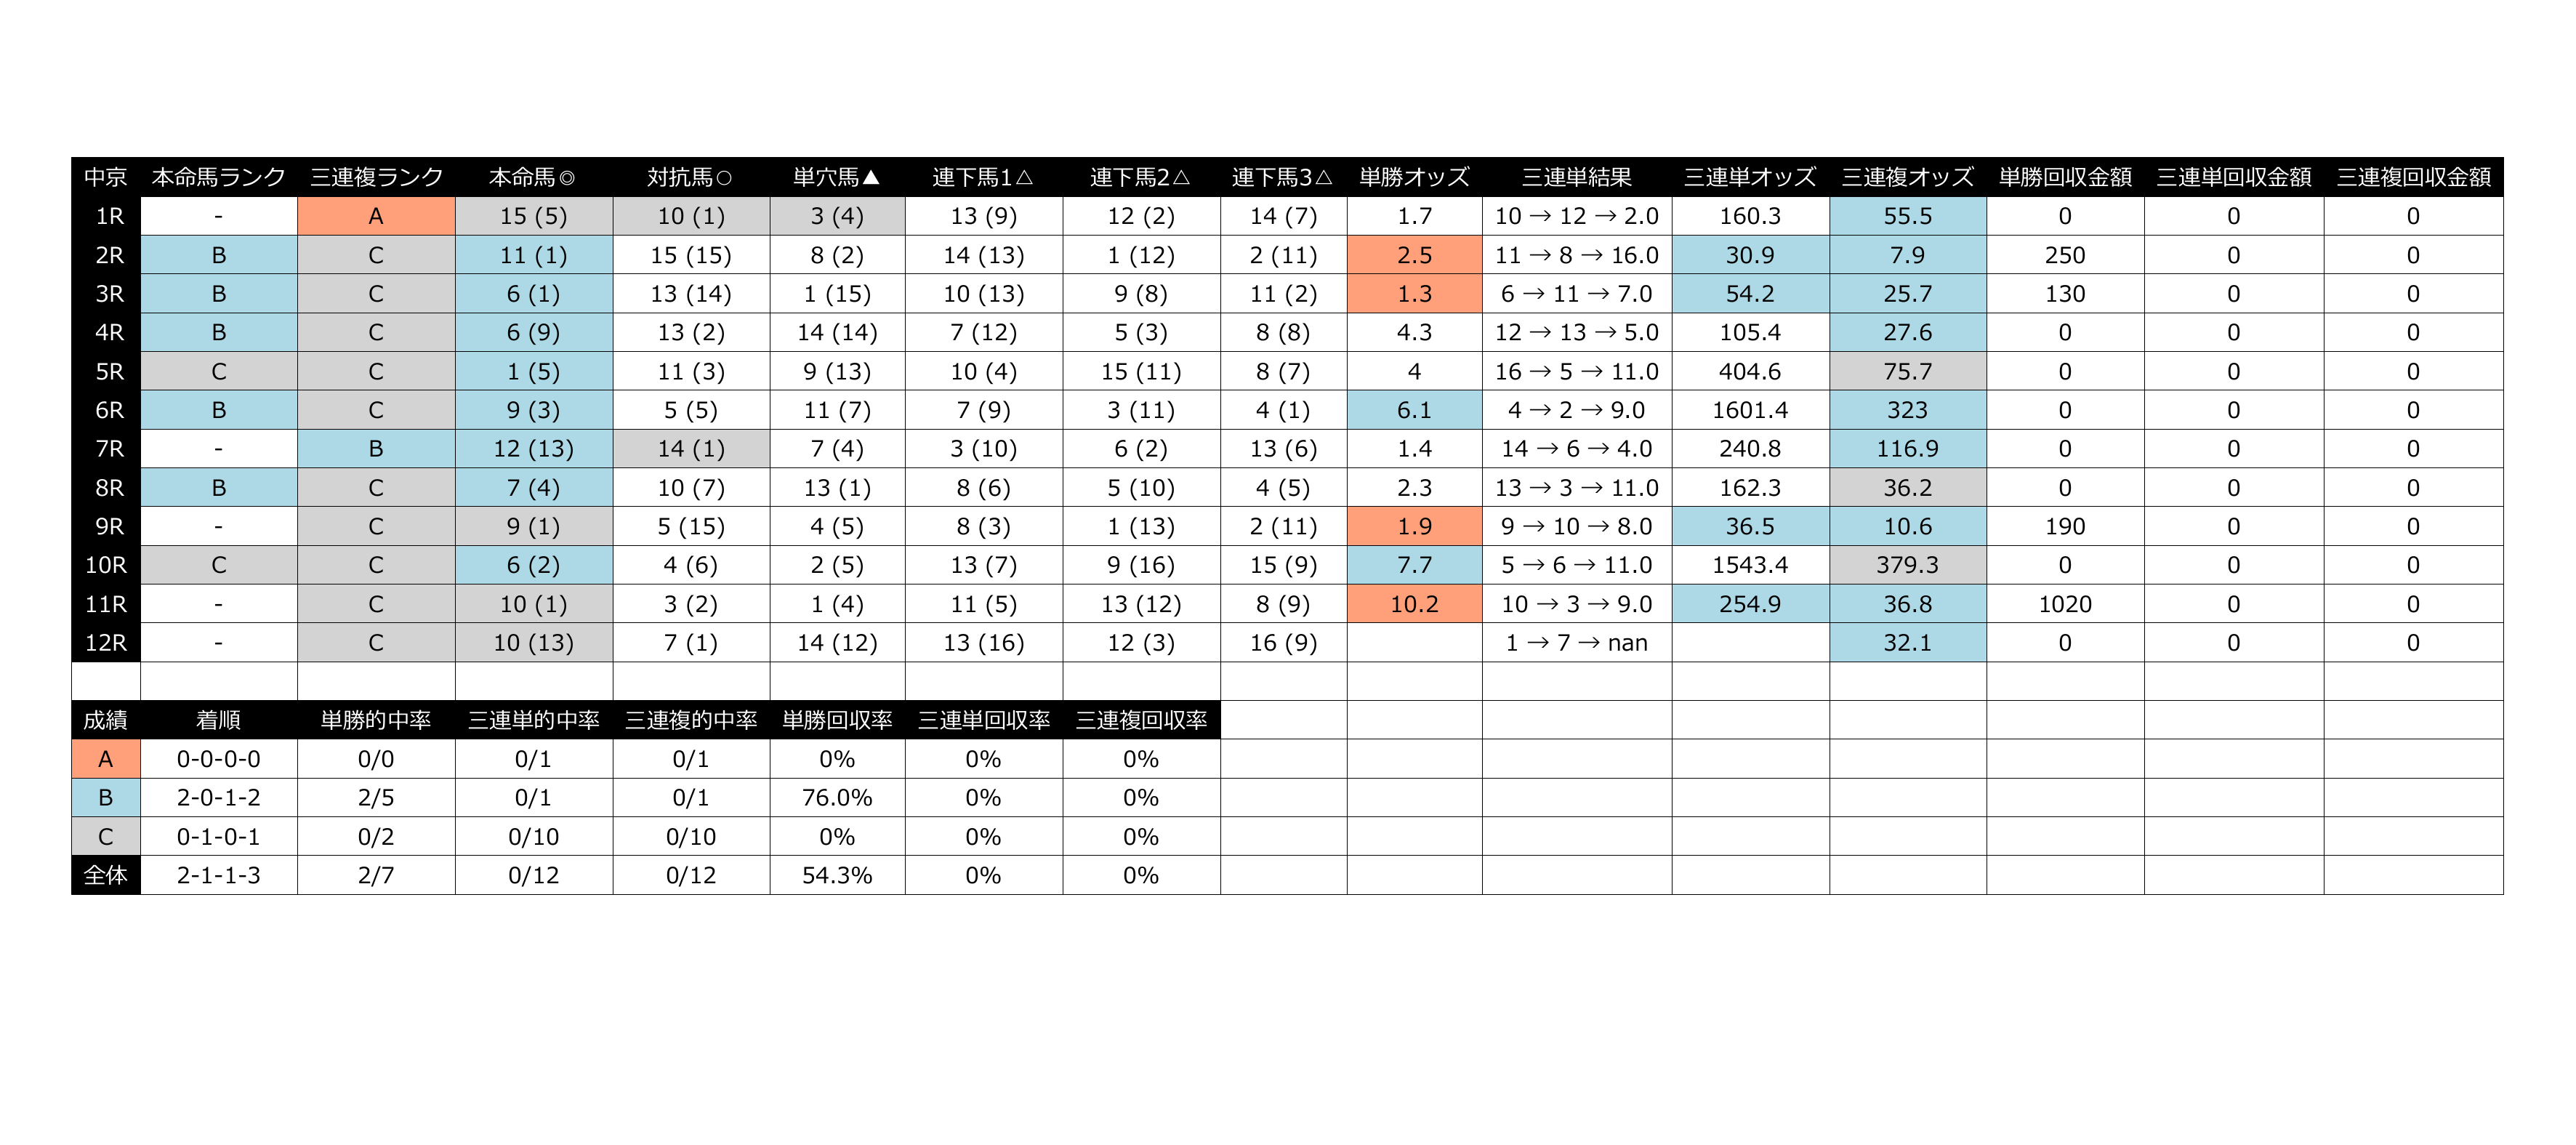 中京 本命馬ランク 三連複ランク 本命馬◎ 対抗馬○ 単穴馬▲ 連下馬1△ 連下馬2△ 連下馬3△ 単勝オッズ 三連単結果 三連単オッズ 三連複オッズ 単勝回収金額 三連単回収金額 三連複回収金額
1R - A 15 (5) 10 (1) 3 (4) 13 (9) 12 (2) 14 (7) 1.7 10 → 12 → 2.0 160.3 55.5 0 0 0
2R B C 11 (1) 15 (15) 8 (2) 14 (13) 1 (12) 2 (11) 2.5 11 → 8 → 16.0 30.9 7.9 250 0 0
3R B C 6 (1) 13 (14) 1 (15) 10 (13) 9 (8) 11 (2) 1.3 6 → 11 → 7.0 54.2 25.7 130 0 0
4R B C 6 (9) 13 (2) 14 (14) 7 (12) 5 (3) 8 (8) 4.3 12 → 13 → 5.0 105.4 27.6 0 0 0
5R C C 1 (5) 11 (3) 9 (13) 10 (4) 15 (11) 8 (7) 4 16 → 5 → 11.0 404.6 75.7 0 0 0
6R B C 9 (3) 5 (5) 11 (7) 7 (9) 3 (11) 4 (1) 6.1 4 → 2 → 9.0 1601.4 323 0 0 0
7R - B 12 (13) 14 (1) 7 (4) 3 (10) 6 (2) 13 (6) 1.4 14 → 6 → 4.0 240.8 116.9 0 0 0
8R B C 7 (4) 10 (7) 13 (1) 8 (6) 5 (10) 4 (5) 2.3 13 → 3 → 11.0 162.3 36.2 0 0 0
9R - C 9 (1) 5 (15) 4 (5) 8 (3) 1 (13) 2 (11) 1.9 9 → 10 → 8.0 36.5 10.6 190 0 0
10R C C 6 (2) 4 (6) 2 (5) 13 (7) 9 (16) 15 (9) 7.7 5 → 6 → 11.0 1543.4 379.3 0 0 0
11R - C 10 (1) 3 (2) 1 (4) 11 (5) 13 (12) 8 (9) 10.2 10 → 3 → 9.0 254.9 36.8 1020 0 0
12R - C 10 (13) 7 (1) 14 (12) 13 (16) 12 (3) 16 (9) 1 → 7 → nan 32.1 0 0 0
成績 着順 単勝的中率 三連単的中率 三連複的中率 単勝回収率 三連単回収率 三連複回収率
A 0-0-0-0 0/0 0/1 0/1 0% 0% 0%
B 2-0-1-2 2/5 0/1 0/1 76.0% 0% 0%
C 0-1-0-1 0/2 0/10 0/10 0% 0% 0%
全体 2-1-1-3 2/7 0/12 0/12 54.3% 0% 0%